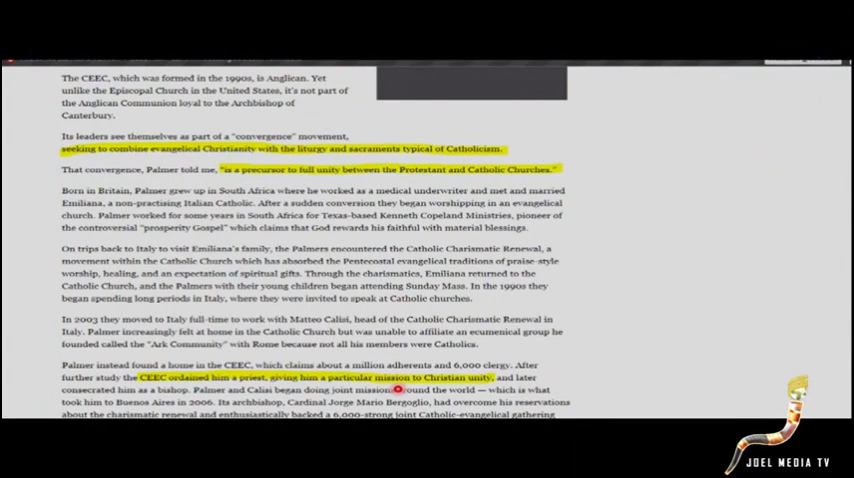 The CEEC, which was formed in the 1990s, is Anglican. Yet
unlike the Episcopal Church in the United States, it's not part of
the Anglican Communion loyal to the Archbishop of
Canterbury.
Its leaders see themselves as part of a "convergence" movement,
seeking to combine evangelical Christianity with the liturgy and sacraments typical of Catholicism.
That convergence, Palmer told me, "is a precursor to full unity between the Protestant and Catholic Churches."
Born in Britain, Palmer grew up in South Africa where he worked as a medical underwriter and met and married
Emiliana, a non-practising Italian Catholic. After a sudden conversion they began worshipping in an evangelical
church. Palmer worked for some years in South Africa for Texas-based Kenneth Copeland Ministries, pioneer of
the controversial "prosperity Gospel" which claims that God rewards his faithful with material blessings.
On trips back to Italy to visit Emiliana's family, the Palmers encountered the Catholic Charismatic Renewal, a
movement within the Catholic Church which has absorbed the Pentecostal evangelical traditions of praise-style
worship, healing, and an expectation of spiritual gifts. Through the charismatics, Emiliana returned to the
Catholic Church, and the Palmers with their young children began attending Sunday Mass. In the 1990s they
began spending long periods in Italy, where they were invited to speak at Catholic churches.
In 2003 they moved to Italy full-time to work with Matteo Calisi, head of the Catholic Charismatic Renewal in
Italy. Palmer increasingly felt at home in the Catholic Church but was unable to affiliate an ecumenical group he
founded called the "Ark Community" with Rome because not all his members were Catholics.
Palmer instead found a home in the CEEC, which claims about a million adherents and 6,000 clergy. After
further study the CEEC ordained him a priest, giving him a particular mission to Christian unity, and later
consecrated him as a bishop. Palmer and Calisi began doing joint mission round the world — which is what
took him to Buenos Aires in 2006. Its archbishop, Cardinal Jorge Mario Bergoglio, had overcome his reservations
about the charismatic renewal and enthusiastically backed a 6,000-strong joint Catholic-evangelical gathering
JOEL MEDIA TV